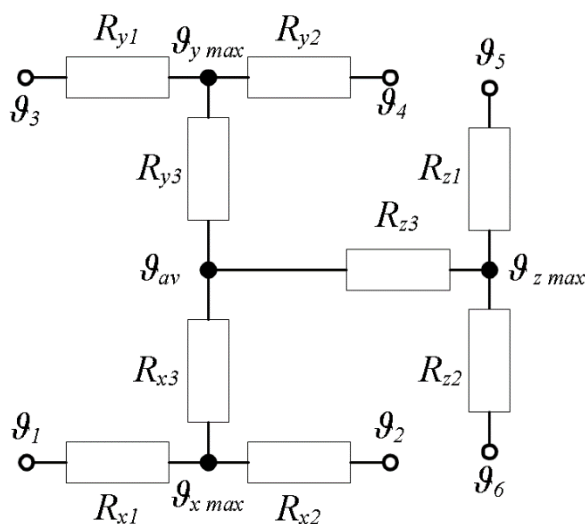 R_y1
ϑ_y max
R_y2
ϑ_5
ϑ_3
ϑ_4
R_y3
R_z1
R_z3
ϑ_av
ϑ_z max
R_x3
R_z2
ϑ_1
ϑ_2
ϑ_6
R_x1
ϑ_x max
R_x2